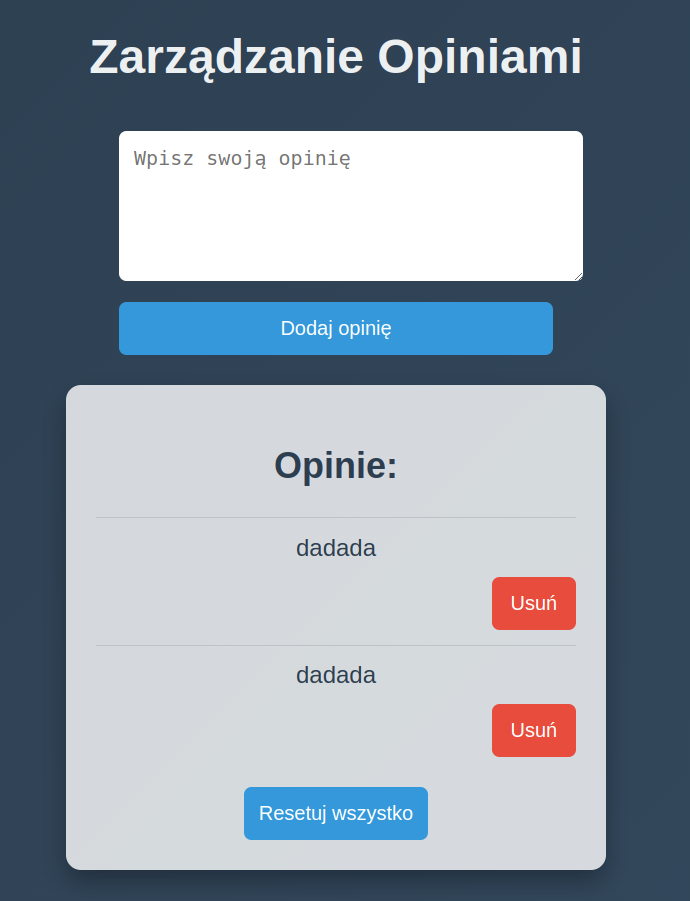 Zarządzanie Opiniami
Wpisz swoją opinię
Dodaj opinię
Opinie:
dadada
Usuń
dadada
Usuń
Resetuj wszystko